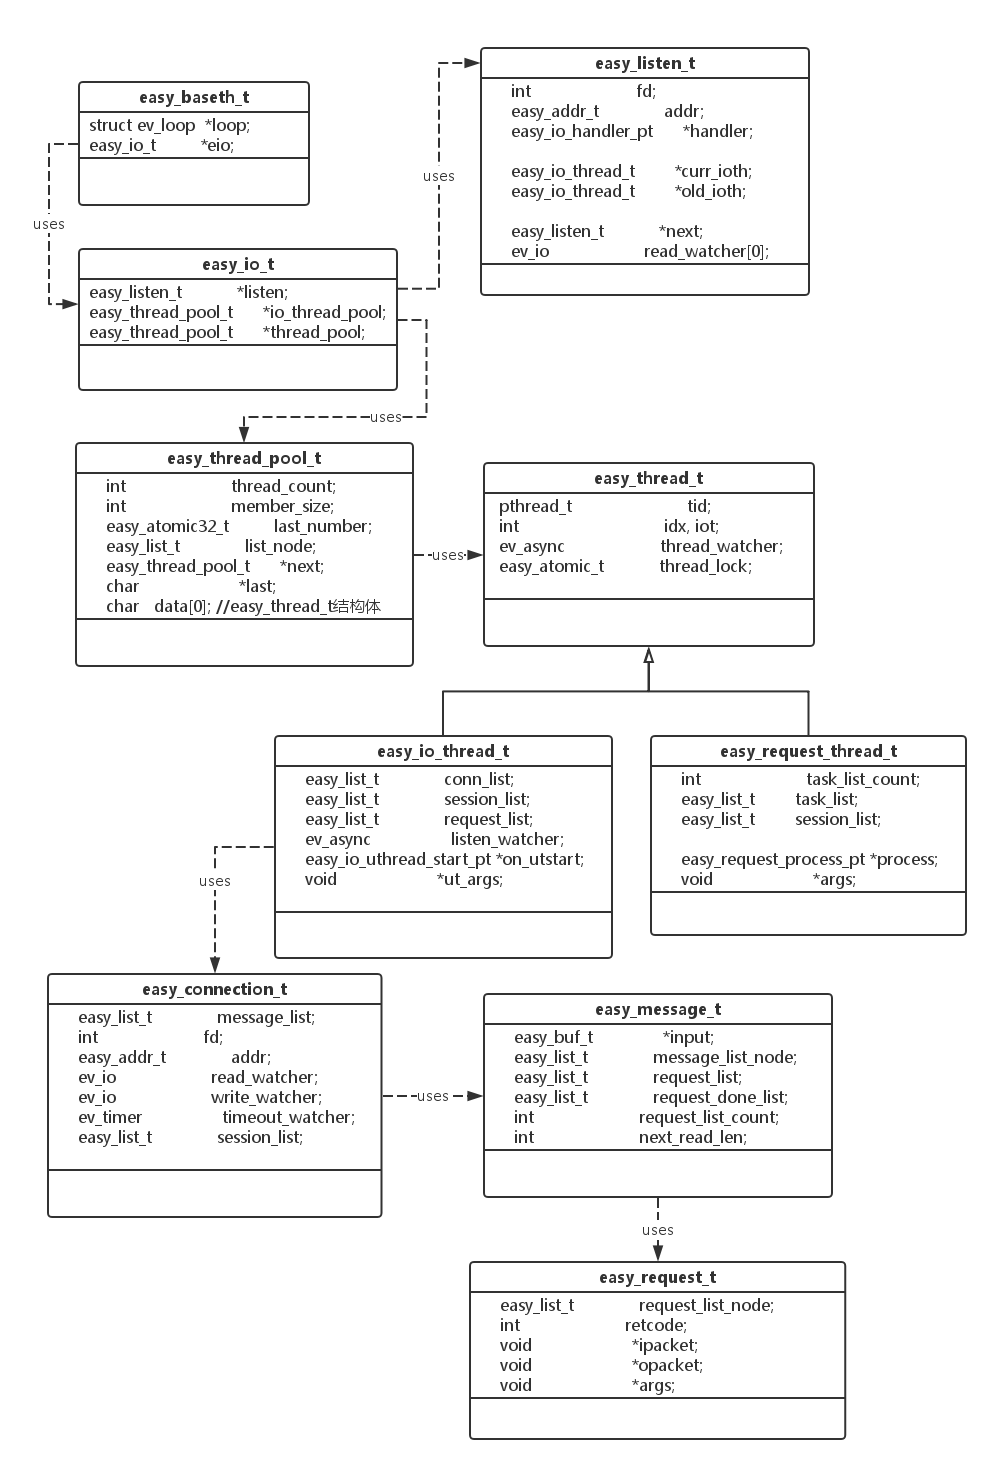 easy_baseth_t
struct ev_loop *loop;
easy_io_t *eio;
uses
easy_listen_t
int fd;
easy_addr_t addr;
easy_io_handler_pt *handler;
easy_io_thread_t *curr_ioth;
easy_io_thread_t *old_ioth;
easy_listen_t *next;
ev_io read_watcher[0];
uses
easy_io_t
easy_listen_t *listen;
easy_thread_pool_t *io_thread_pool;
easy_thread_pool_t *thread_pool;
uses
easy_thread_pool_t
int thread_count;
int member_size;
easy_atomic32_t last_number;
easy_list_t list_node;
easy_thread_pool_t *next;
char *last;
char data[0]; //easy_thread_t结构体
uses
easy_thread_t
pthread_t tid;
int idx, iot;
ev_async thread_watcher;
easy_atomic_t thread_lock;
easy_io_thread_t
easy_list_t conn_list;
easy_list_t session_list;
easy_list_t request_list;
ev_async listen_watcher;
easy_io_uthread_start_pt *on_utstart;
void *ut_args;
easy_request_thread_t
int task_list_count;
easy_list_t task_list;
easy_list_t session_list;
easy_request_process_pt *process;
void *args;
uses
easy_connection_t
easy_list_t message_list;
int fd;
easy_addr_t addr;
ev_io read_watcher;
ev_io write_watcher;
ev_timer timeout_watcher;
easy_list_t session_list;
uses
easy_message_t
easy_buf_t *input;
easy_list_t message_list_node;
easy_list_t request_list;
easy_list_t request_done_list;
int request_list_count;
int next_read_len;
uses
easy_request_t
easy_list_t request_list_node;
int retcode;
void *ipacket;
void *opacket;
void *args;